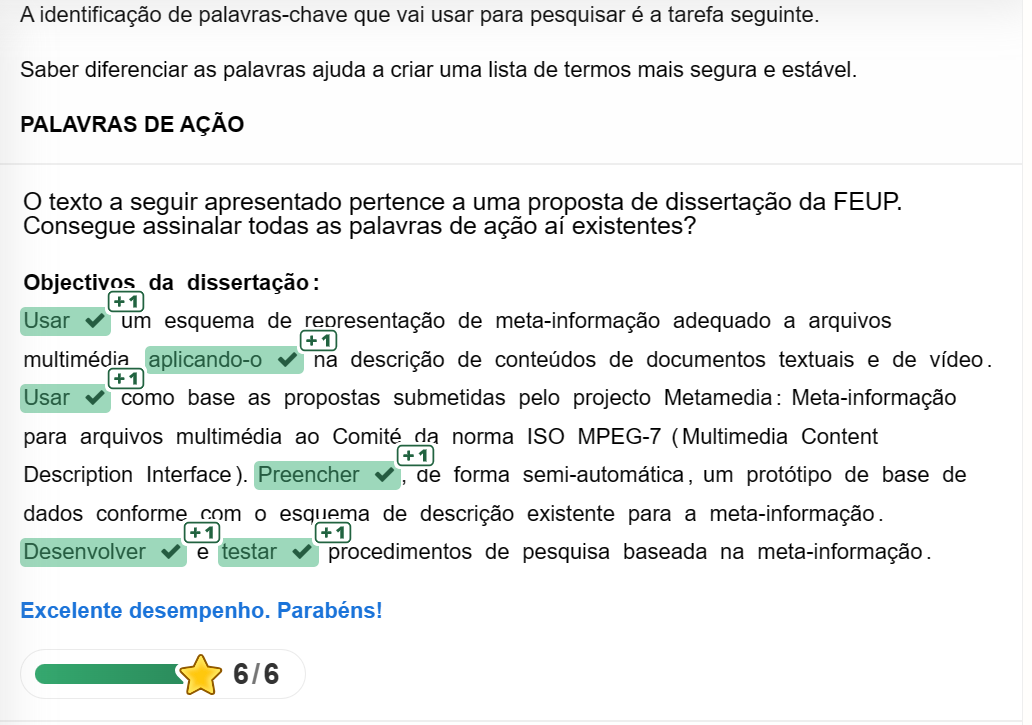 A identificação de palavras-chave que vai usar para pesquisar é a tarefa seguinte.
Saber diferenciar as palavras ajuda a criar uma lista de termos mais segura e estável.
PALAVRAS DE AÇÃO
O texto a seguir apresentado pertence a uma proposta de dissertação da FEUP.
Consegue assinalar todas as palavras de ação aí existentes?
Objectivos da dissertação:
+1
Usar ✔ um esquema de representação de meta-informação adequado a arquivos
+1
multimédia aplicando-o ✔ na descrição de conteúdos de documentos textuais e de vídeo.
+1
Usar ✔ como base as propostas submetidas pelo projecto Metamedia: Meta-informação
para arquivos multimédia ao Comité da norma ISO MPEG-7 (Multimedia Content
+1
Description Interface). Preencher ✔, de forma semi-automática, um protótipo de base de
dados conforme com o esquema de descrição existente para a meta-informação.
+1 +1
Desenvolver ✔ e testar ✔ procedimentos de pesquisa baseada na meta-informação.
Excelente desempenho. Parabéns!
6/6